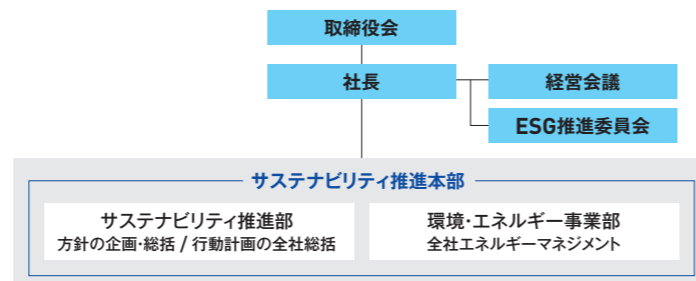 取締役会
社長
経営会議
ESG推進委員会
サステナビリティ推進本部
サステナビリティ推進部
方針の企画・総括 / 行動計画の全社総括
環境・エネルギー事業部
全社エネルギーマネジメント